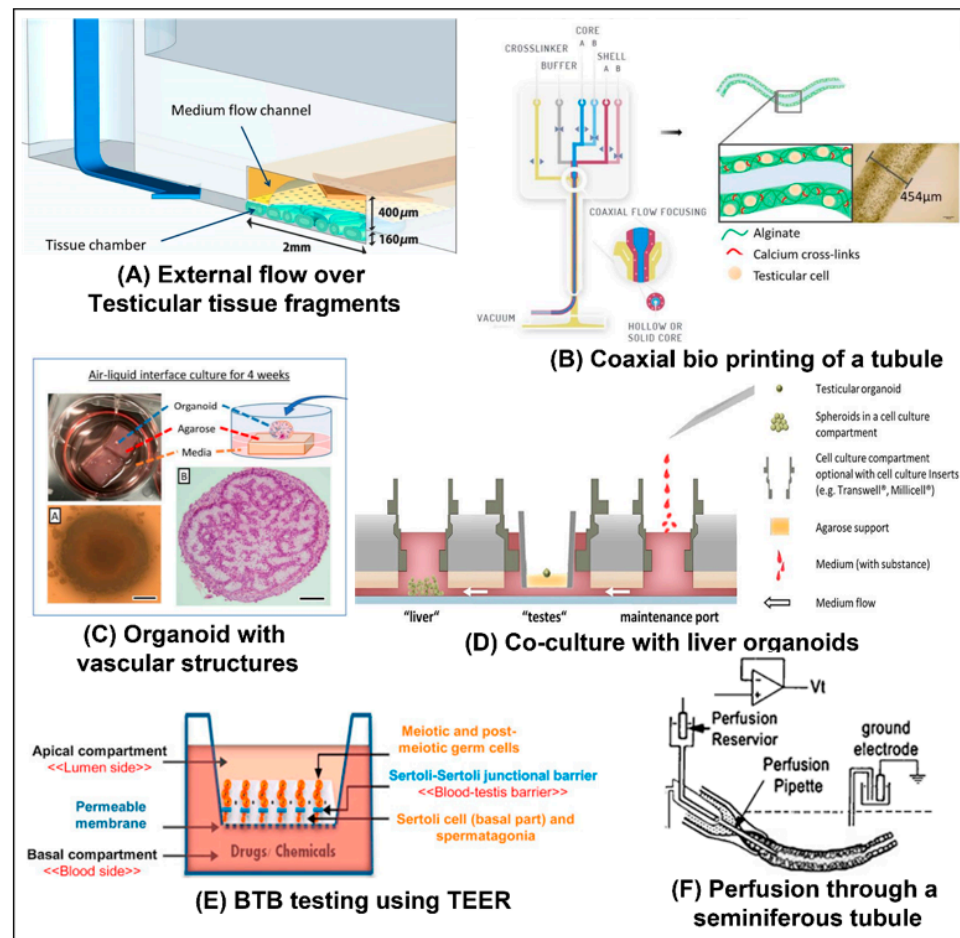 Medium flow channel
400µm
160µm
2mm
Tissue chamber
(A) External flow over
Testicular tissue fragments
CORE
A B
CROSSLINKER
SHELL
BUFFER
A B
COAXIAL FLOW FOCUSING
VACUUM
HOLLOW OR
SOLID CORE
454µm
Alginate
Calcium cross-links
Testicular cell
(B) Coaxial bio printing of a tubule
Air-liquid interface culture for 4 weeks
Organoid
Agarose
Media
A
B
(C) Organoid with
vascular structures
Testicular organoid
Spheroids in a cell culture
compartment
Cell culture compartment
optional with cell culture Inserts
(e.g. Transwell®, Millicell®)
Agarose support
Medium (with substance)
Medium flow
"liver"
"testes"
maintenance port
(D) Co-culture with liver organoids
Apical compartment
<<Lumen side>>
Permeable
membrane
Basal compartment
<<Blood side>>
Drugs/ Chemicals
Meiotic and post-
meiotic germ cells
Sertoli-Sertoli junctional barrier
<<Blood-testis barrier>>
Sertoli cell (basal part) and
spermatagonia
(E) BTB testing using TEER
Vt
Perfusion
Reservior
ground
electrode
Perfusion
Pipette
(F) Perfusion through a
seminiferous tubule